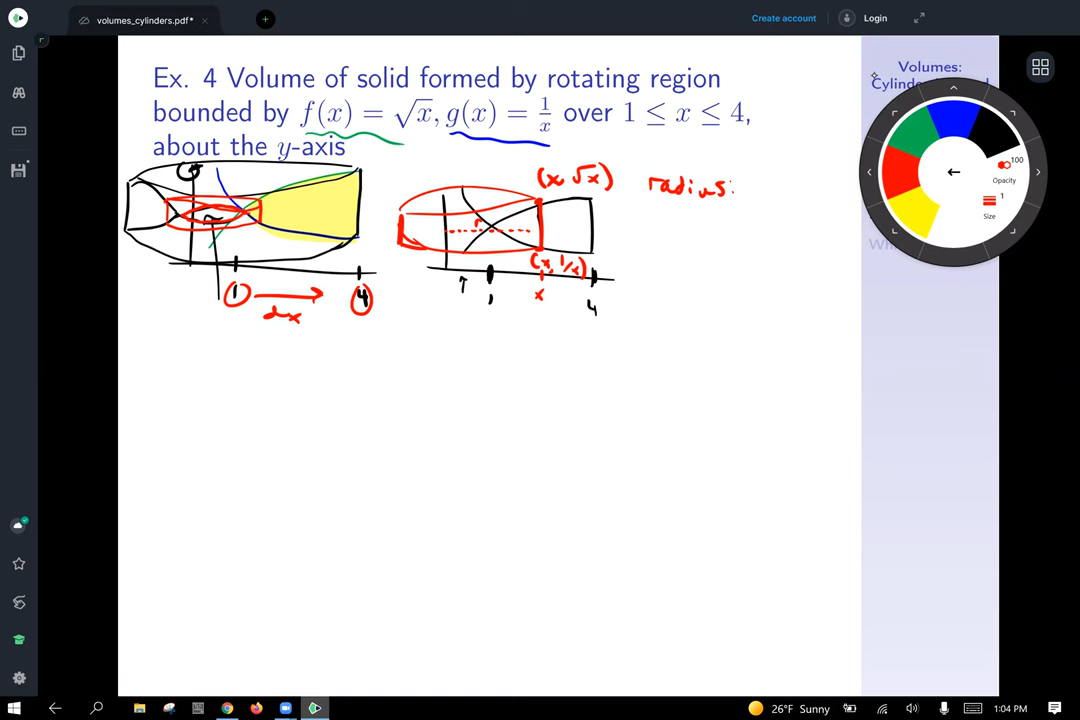 volumes_cylinders.pdf*
Create account
Login
Ex. 4 Volume of solid formed by rotating region
bounded by f(x) = √x, g(x) = 1/x over 1 ≤ x ≤ 4,
about the y-axis
Volumes:
(x, √x)
radius:
r
(x, 1/x)
1
4
dx
1
x
4
100
Opacity
1
Size
26°F Sunny
1:04 PM